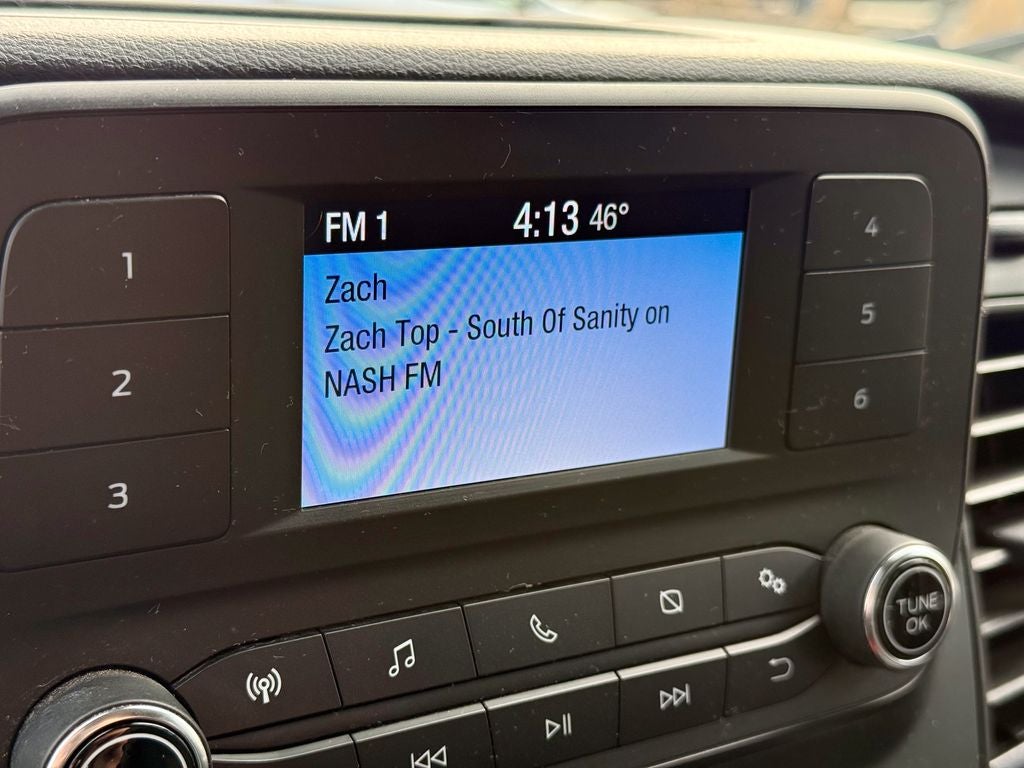 FM 1 4:13 46°
Zach
Zach Top - South Of Sanity on
NASH FM
1
2
3
4
5
6
TUNE
OK